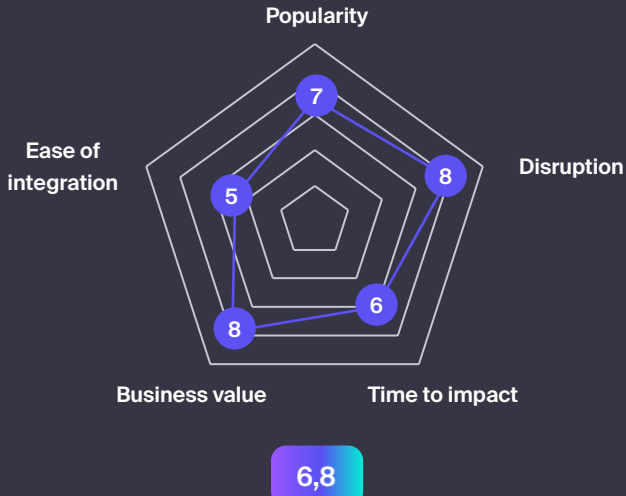 Popularity
7
Ease of
integration
Disruption
8
5
6
8
Business value
Time to impact
6,8